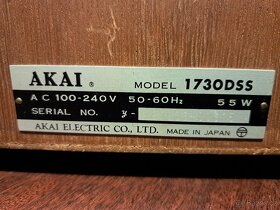 AKAI ® MODEL 1730DSS
AC 100-240V 50-60Hz 55W
SERIAL NO. y-
AKAI ELECTRIC CO., LTD. MADE IN JAPAN